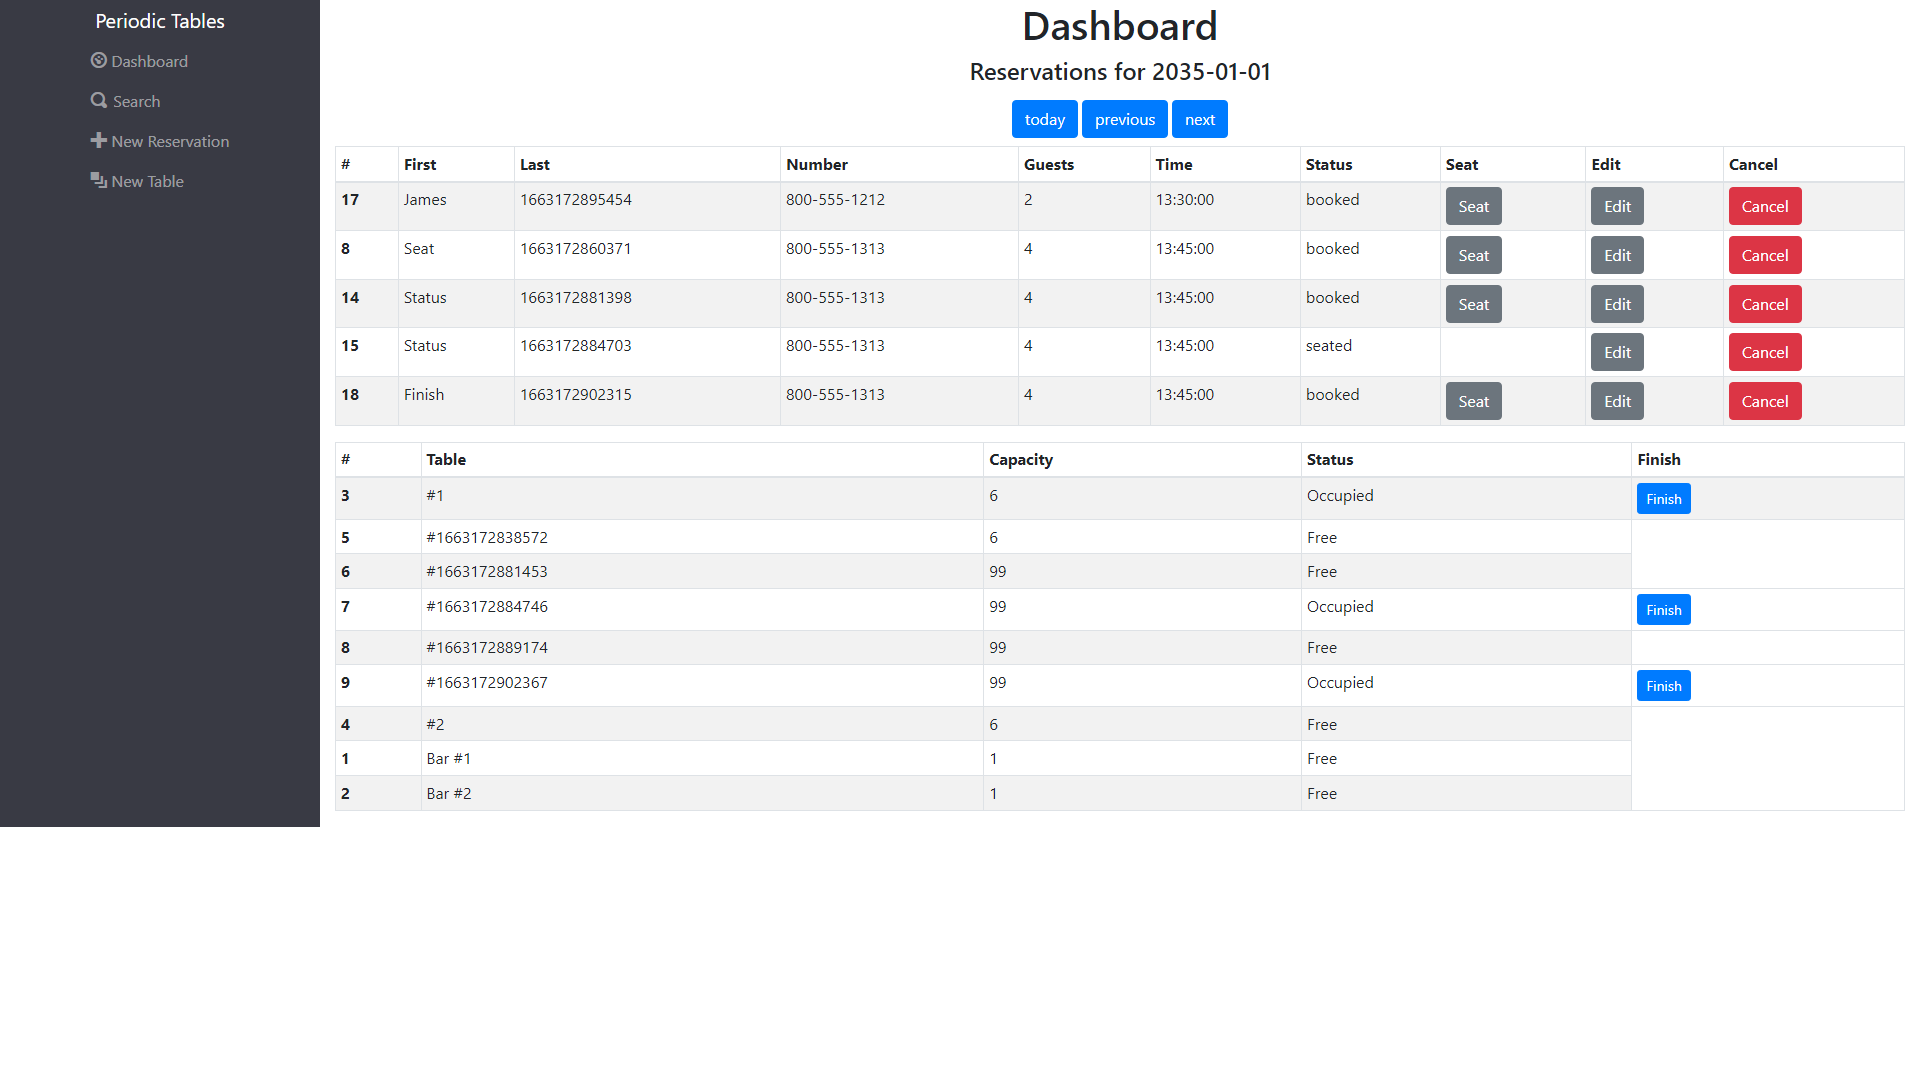 Periodic Tables
Dashboard
Search
New Reservation
New Table
Dashboard
Reservations for 2035-01-01
today previous next
# First Last Number Guests Time Status Seat Edit Cancel
17 James 1663172895454 800-555-1212 2 13:30:00 booked Seat Edit Cancel
8 Seat 1663172860371 800-555-1313 4 13:45:00 booked Seat Edit Cancel
14 Status 1663172881398 800-555-1313 4 13:45:00 booked Seat Edit Cancel
15 Status 1663172884703 800-555-1313 4 13:45:00 seated Edit Cancel
18 Finish 1663172902315 800-555-1313 4 13:45:00 booked Seat Edit Cancel
# Table Capacity Status Finish
3 #1 6 Occupied Finish
5 #1663172838572 6 Free
6 #1663172881453 99 Free
7 #1663172884746 99 Occupied Finish
8 #1663172889174 99 Free
9 #1663172902367 99 Occupied Finish
4 #2 6 Free
1 Bar #1 1 Free
2 Bar #2 1 Free